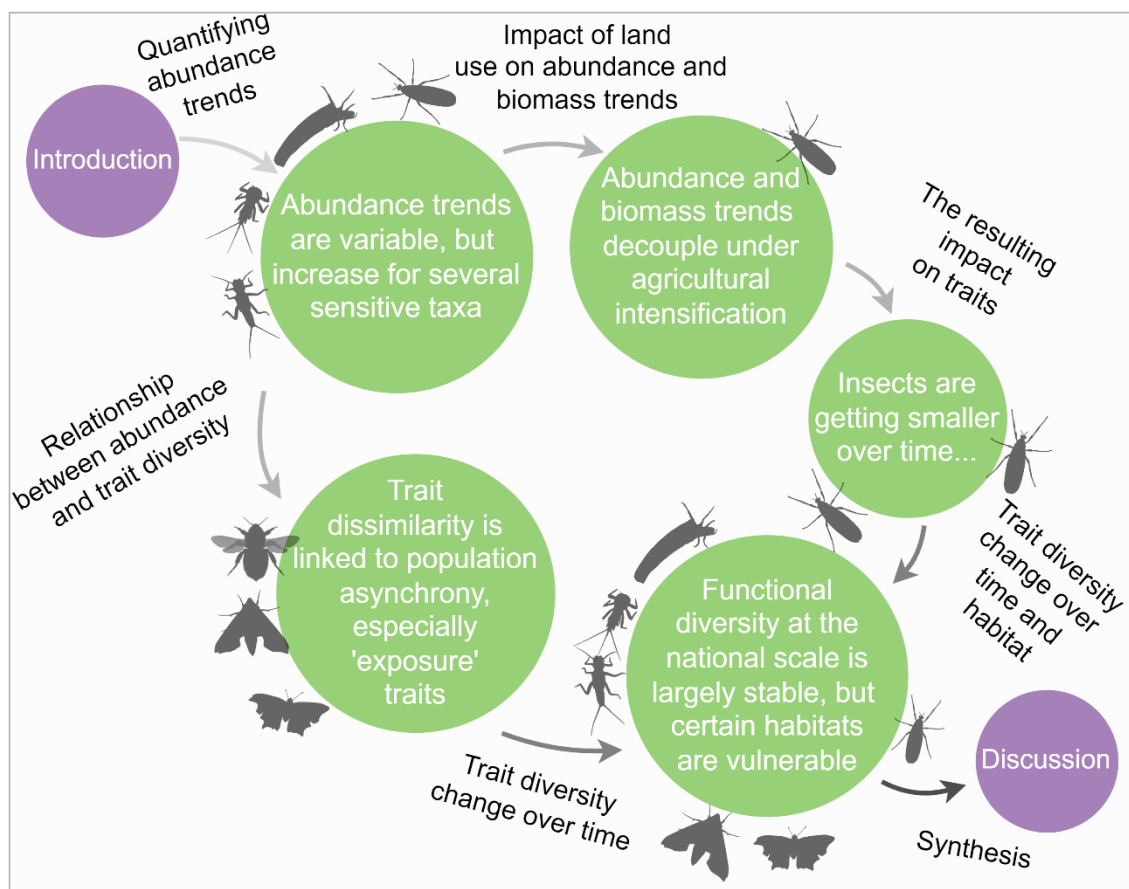 Quantifying
abundance
trends
Introduction
Impact of land
use on abundance and
biomass trends
Abundance trends
are variable, but
increase for several
sensitive taxa
Abundance and
biomass trends
decouple under
agricultural
intensification
The resulting
impact
on traits
Insects are
getting smaller
over time...
Relationship
between abundance
and trait diversity
Trait
dissimilarity is
linked to population
asynchrony,
especially
'exposure'
traits
Trait diversity
change over
time and
habitat
Trait diversity
change over time
Functional
diversity at the
national scale is
largely stable, but
certain habitats
are vulnerable
Synthesis
Discussion